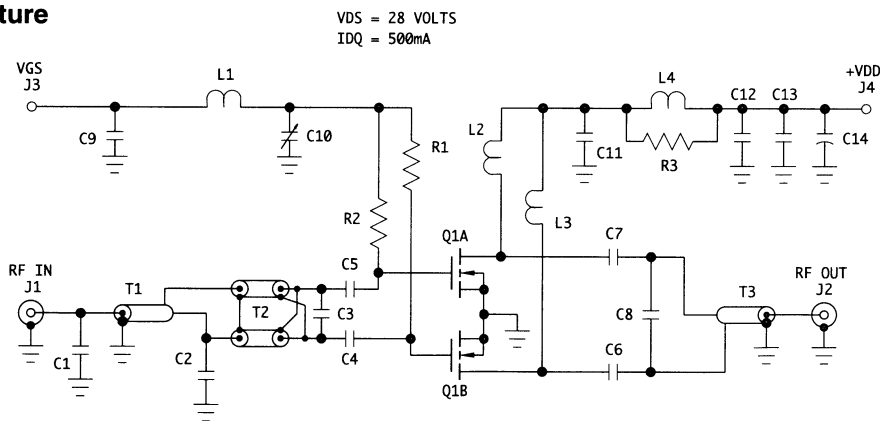 ture
VDS = 28 VOLTS
IDQ = 500mA
VGS
J3
L1
C9
C10
R1
R2
L2
L3
L4
+VDD
J4
C12
C13
C11
R3
C14
Q1A
C7
RF IN
J1
T1
C5
T2
C3
C4
C1
C2
C8
C6
Q1B
T3
RF OUT
J2